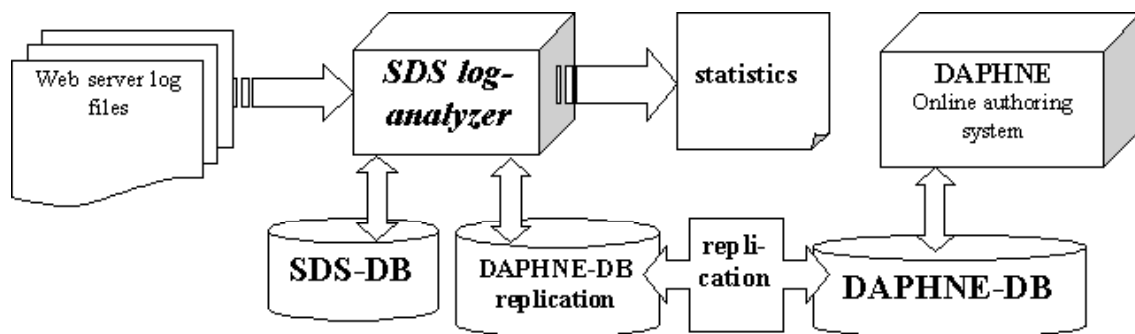 Web server log
files
SDS log-
analyzer
statistics
DAPHNE
Online authoring
system
SDS-DB
DAPHNE-DB
replication
repli-
cation
DAPHNE-DB